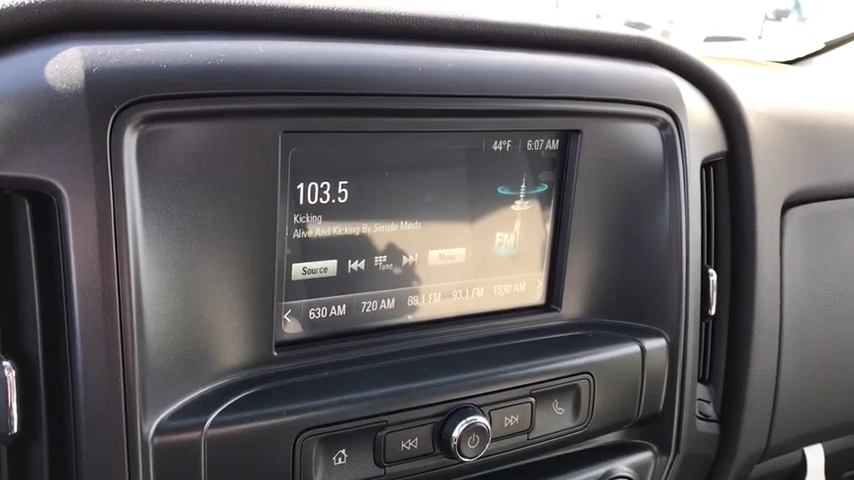 44°F 6:07 AM
103.5
Kicking
Alive And Kicking By Simple Minds
FM
Source Tune Menu
630 AM 720 AM 88.1 FM 93.1 FM 1530 AM